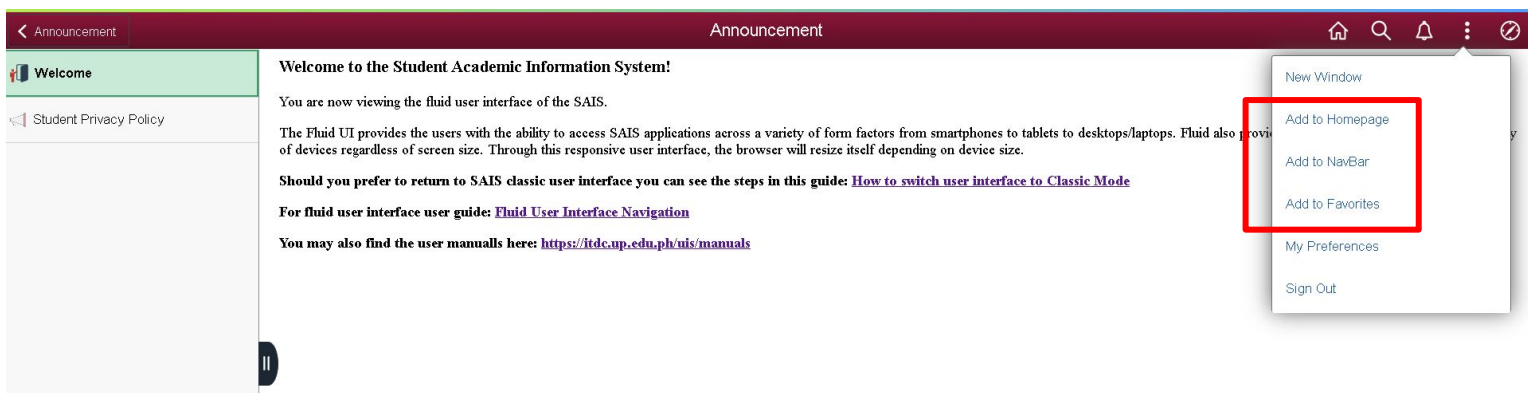 Announcement
Announcement
Welcome
Student Privacy Policy
Welcome to the Student Academic Information System!
You are now viewing the fluid user interface of the SAIS.
The Fluid UI provides the users with the ability to access SAIS applications across a variety of form factors from smartphones to tablets to desktops/laptops. Fluid also
of devices regardless of screen size. Through this responsive user interface, the browser will resize itself depending on device size.
Should you prefer to return to SAIS classic user interface you can see the steps in this guide: How to switch user interface to Classic Mode
For fluid user interface user guide: Fluid User Interface Navigation
You may also find the user manualls here: https://itdc.up.edu.ph/uis/manuals
New Window
Add to Homepage
Add to NavBar
Add to Favorites
My Preferences
Sign Out